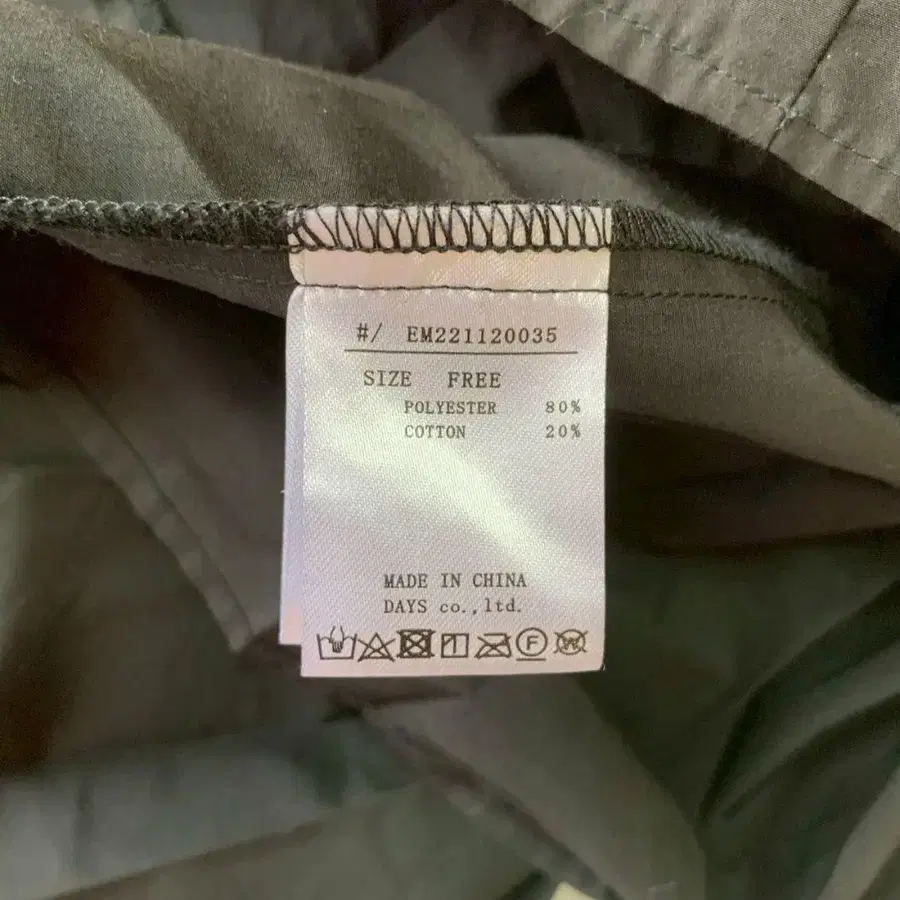 #/ EM221120035
SIZE FREE
POLYESTER 80%
COTTON 20%
MADE IN CHINA
DAYS co.,ltd.
F
W